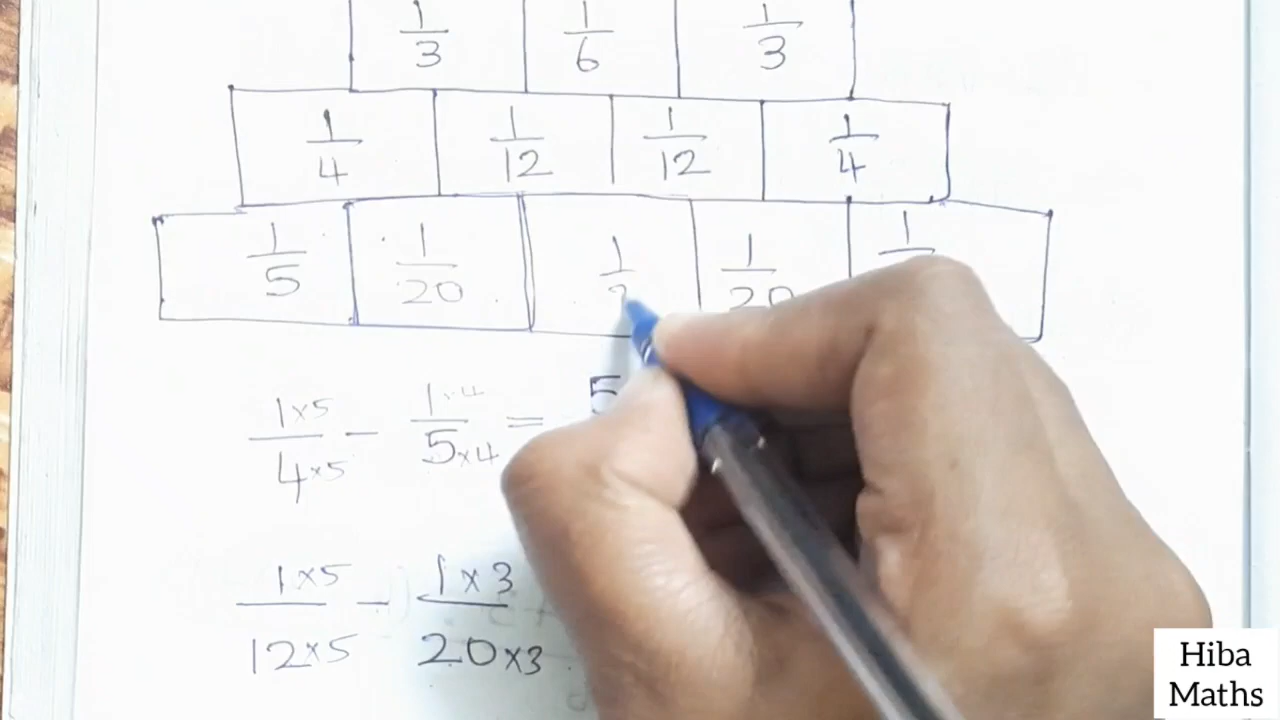 1/3 1/6 1/3
1/4 1/12 1/12 1/4
1/5 1/20 1/ 1/20 1/
1×5/4×5 − 1×4/5×4 = 5
1×5/12×5 − 1×3/20×3
Hiba
Maths